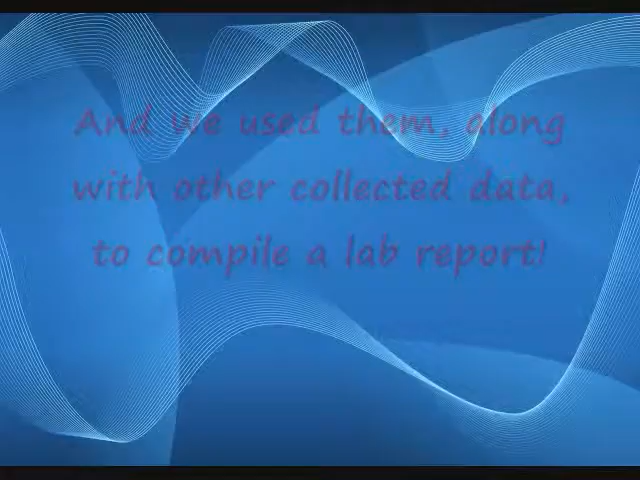 And we used them, along
with other collected data,
to compile a lab report!